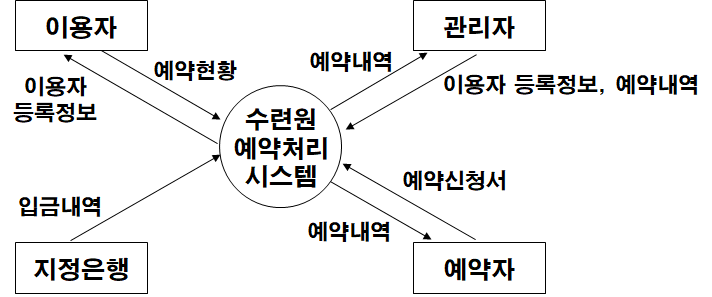 이용자
관리자
예약현황
예약내역
이용자
등록정보
이용자 등록정보, 예약내역
수련원
예약처리
시스템
예약신청서
입금내역
예약내역
지정은행
예약자